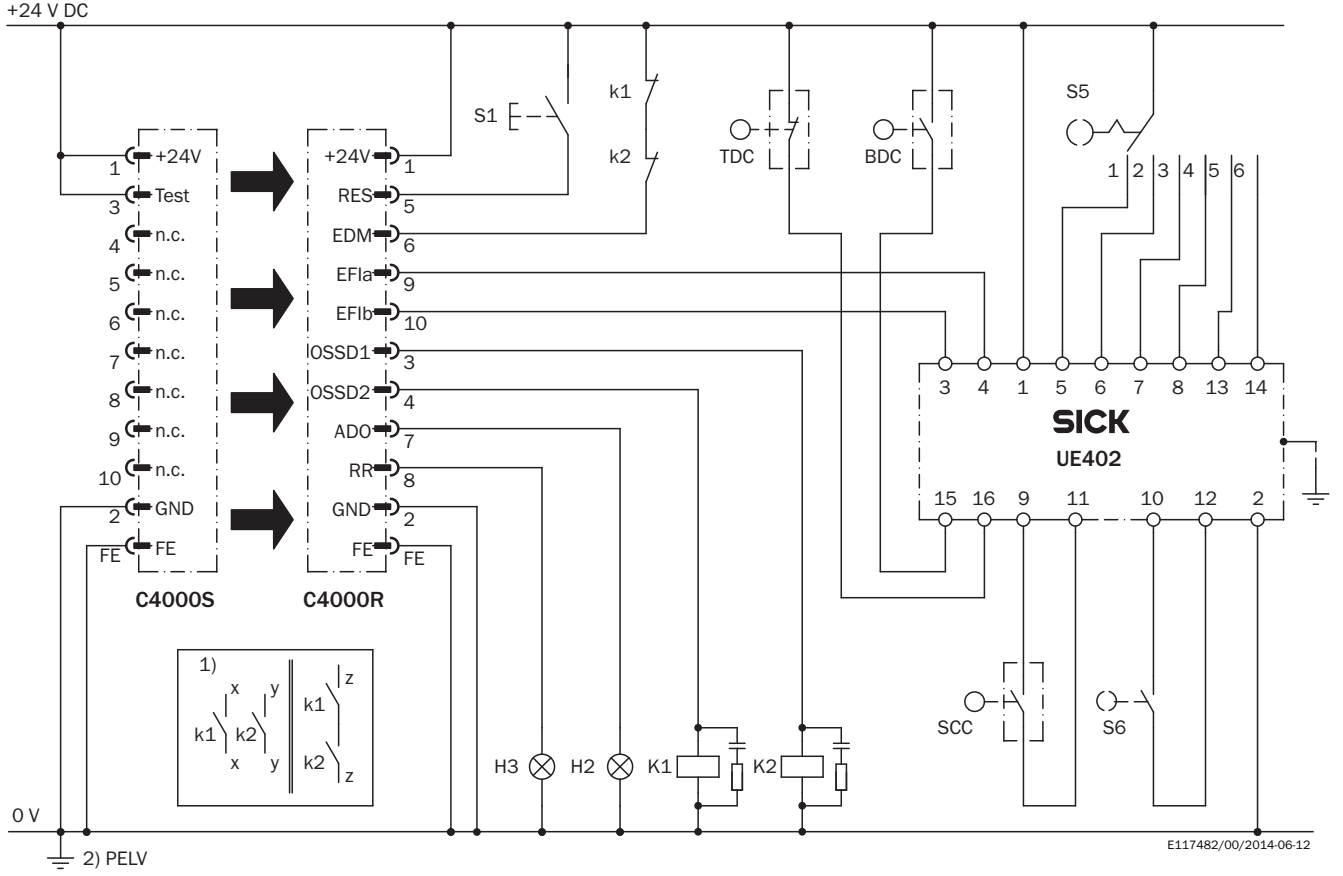 +24 V DC
S1
k1
k2
TDC
BDC
S5
1 2 3 4 5 6
1 +24V
3 Test
4 n.c.
5 n.c.
6 n.c.
7 n.c.
8 n.c.
9 n.c.
10 n.c.
2 GND
FE FE
C4000S
+24V 1
RES 5
EDM 6
EFIa 9
EFIb 10
OSSD1 3
OSSD2 4
ADO 7
RR 8
GND 2
FE FE
C4000R
3 4 1 5 6 7 8 13 14
SICK
UE402
15 16 9 11 10 12 2
SCC
S6
1)
x y z
k1 k2 k1
x y k2 z
H3
H2
K1
K2
0 V
2) PELV
E117482/00/2014-06-12